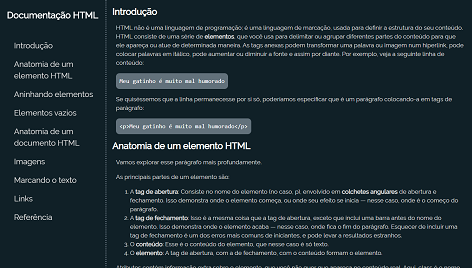 Documentação HTML
Introdução
Anatomia de um
elemento HTML
Aninhando elementos
Elementos vazios
Anatomia de um
documento HTML
Imagens
Marcando o texto
Links
Referência
Introdução
HTML não é uma linguagem de programação; é uma linguagem de marcação, usada para definir a estrutura do seu conteúdo.
HTML consiste de uma série de elementos, que você usa para delimitar ou agrupar diferentes partes do conteúdo para que
ele apareça ou atue de determinada maneira. As tags anexas podem transformar uma palavra ou imagem num hiperlink, pode
colocar palavras em itálico, pode aumentar ou diminuir a fonte e assim por diante. Por exemplo, veja a seguinte linha de
conteúdo:
Meu gatinho é muito mal humorado
Se quiséssemos que a linha permanecesse por si só, poderíamos especificar que é um parágrafo colocando-a em tags de
parágrafo:
<p>Meu gatinho é muito mal humorado</p>
Anatomia de um elemento HTML
Vamos explorar esse parágrafo mais profundamente.
As principais partes de um elemento são:
1. A tag de abertura: Consiste no nome do elemento (no caso, p), envolvido em colchetes angulares de abertura e
fechamento. Isso demonstra onde o elemento começa, ou onde seu efeito se inicia — nesse caso, onde é o começo do
parágrafo.
2. A tag de fechamento: Isso é a mesma coisa que a tag de abertura, exceto que inclui uma barra antes do nome do
elemento. Isso demonstra onde o elemento acaba — nesse caso, onde fica o fim do parágrafo. Esquecer de incluir uma
tag de fechamento é um dos erros mais comuns de iniciantes, e pode levar a resultados estranhos.
3. O conteúdo: Esse é o conteúdo do elemento, que nesse caso é só texto.
4. O elemento: A tag de abertura, a de fechamento, com o conteúdo formam o elemento.